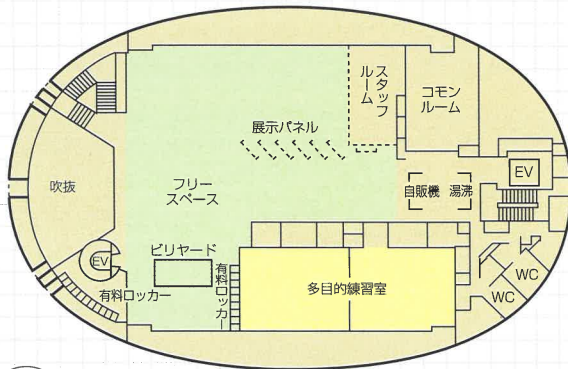 スタッフ
ルーム
コモン
ルーム
展示パネル
EV
吹抜
フリー
スペース
自販機 湯沸
ビリヤード
EV
有料ロッカー
有料ロッカー
多目的練習室
WC
WC